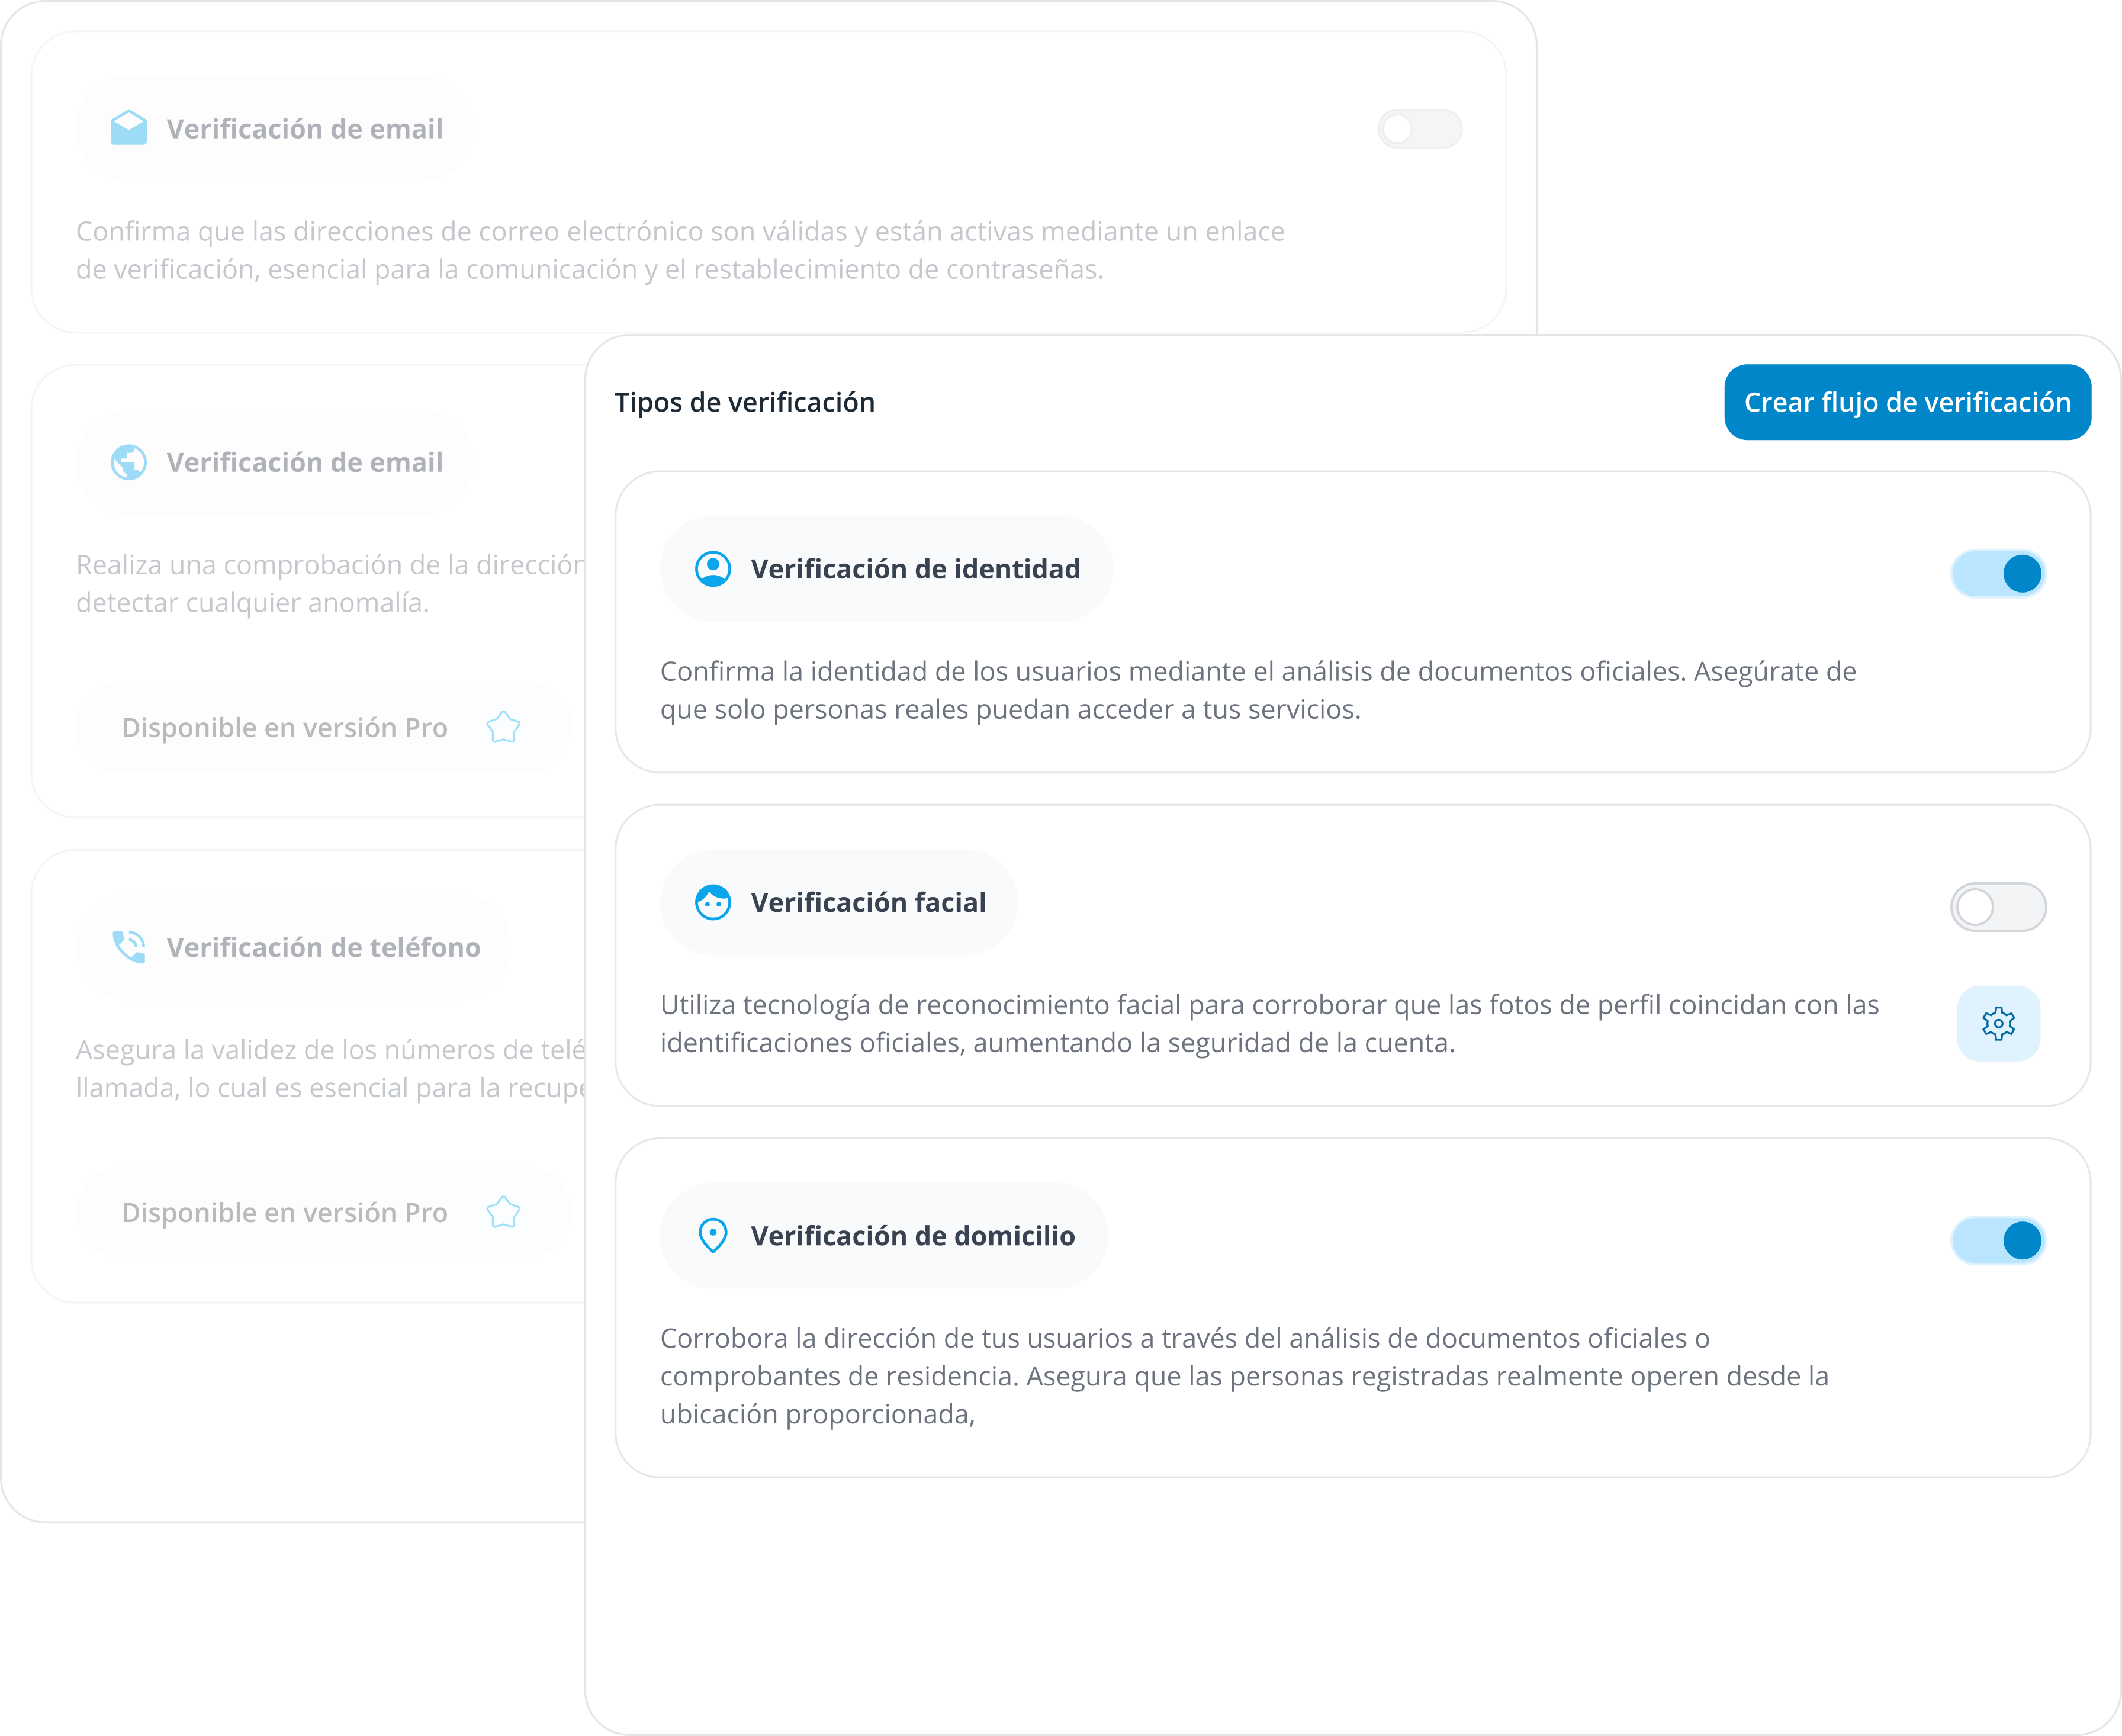 Verificación de email
Confirma que las direcciones de correo electrónico son válidas y están activas mediante un enlace
de verificación, esencial para la comunicación y el restablecimiento de contraseñas.
Verificación de email
Realiza una comprobación de la dirección
detectar cualquier anomalía.
Disponible en versión Pro
Verificación de teléfono
Asegura la validez de los números de
llamada, lo cual es esencial para la
Disponible en versión Pro
Tipos de verificación
Crear flujo de verificación
Verificación de identidad
Confirma la identidad de los usuarios mediante el análisis de documentos oficiales. Asegúrate de
que solo personas reales puedan acceder a tus servicios.
Verificación facial
Utiliza tecnología de reconocimiento facial para corroborar que las fotos de perfil coincidan con las
identificaciones oficiales, aumentando la seguridad de la cuenta.
Verificación de domicilio
Corrobora la dirección de tus usuarios a través del análisis de documentos oficiales o
comprobantes de residencia. Asegura que las personas registradas realmente operen desde la
ubicación proporcionada,